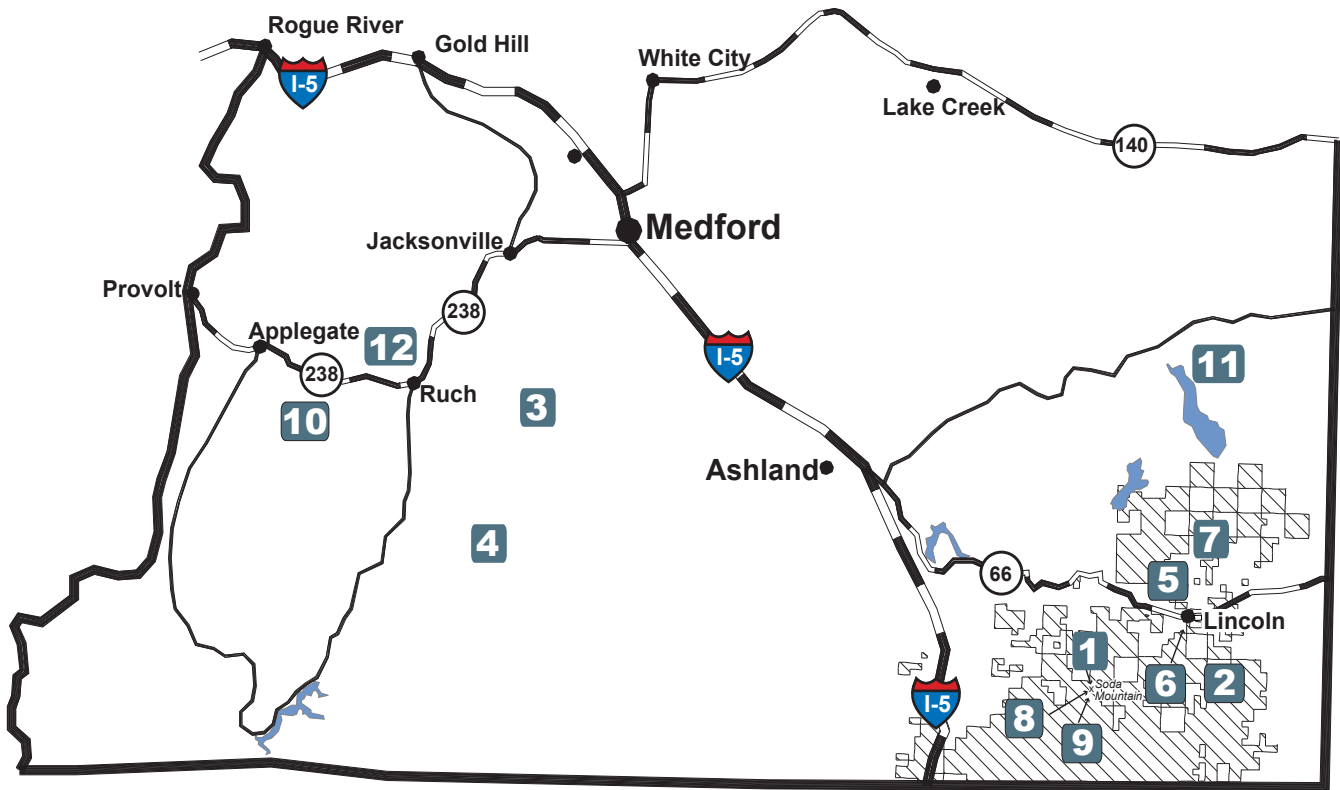 Rogue River
I-5
Gold Hill
White City
Lake Creek
140
Medford
Jacksonville
238
Provolt
Applegate
12
238
Ruch
10
3
I-5
11
Ashland
4
7
66
5
Lincoln
1
Soda
Mountain
6
2
I-5
8
9